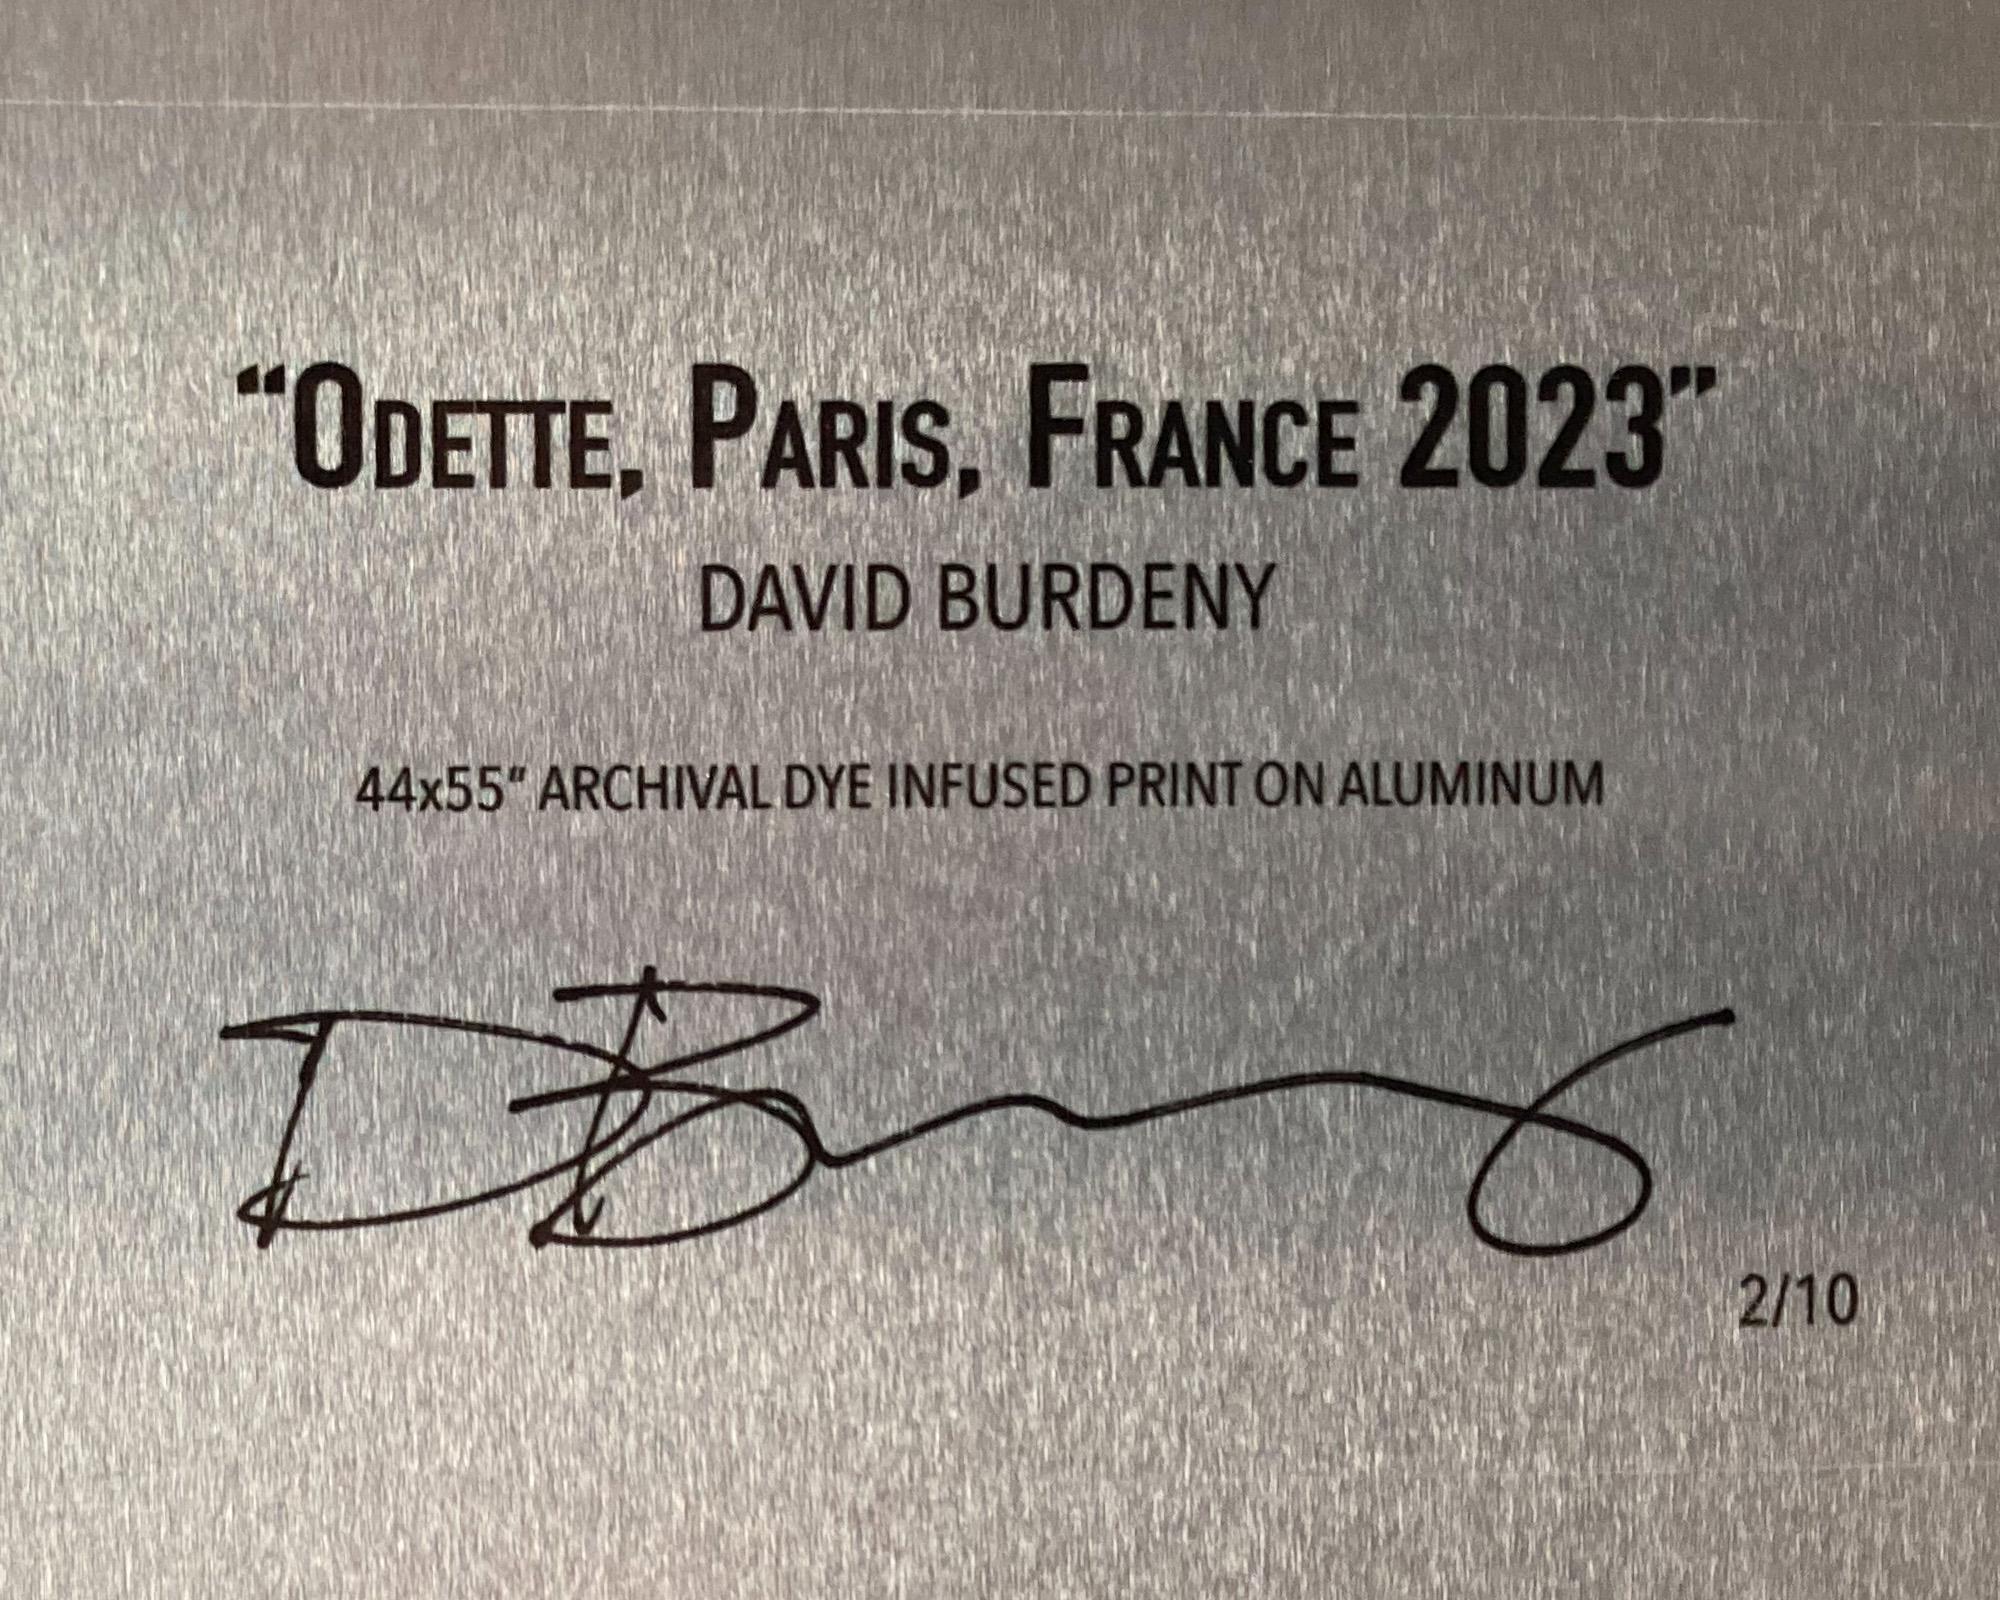 “ODETTE, PARIS, FRANCE 2023”
DAVID BURDENY
44x55" ARCHIVAL DYE INFUSED PRINT ON ALUMINUM
2/10